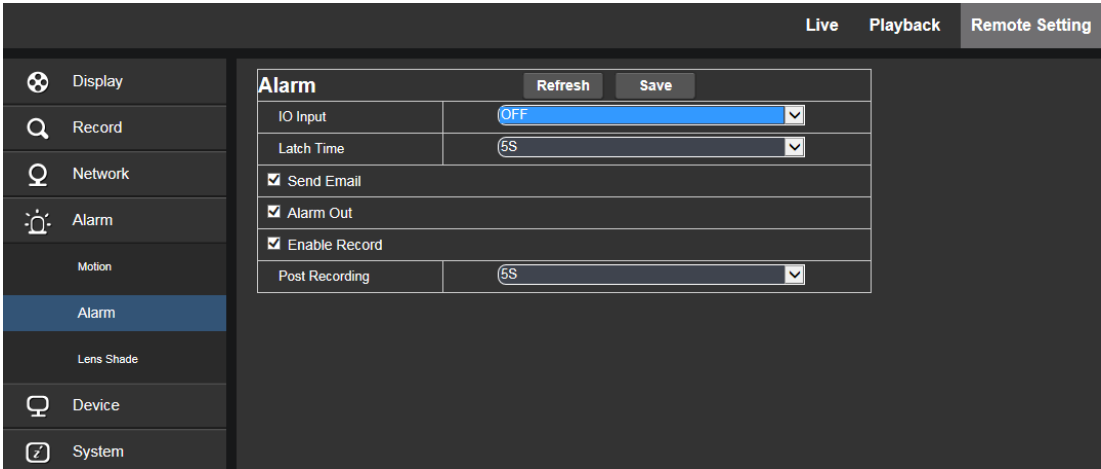 Live Playback Remote Setting
Display
Record
Network
Alarm
Motion
Alarm
Lens Shade
Device
System
Alarm Refresh Save
IO Input OFF
Latch Time 5S
Send Email
Alarm Out
Enable Record
Post Recording 5S